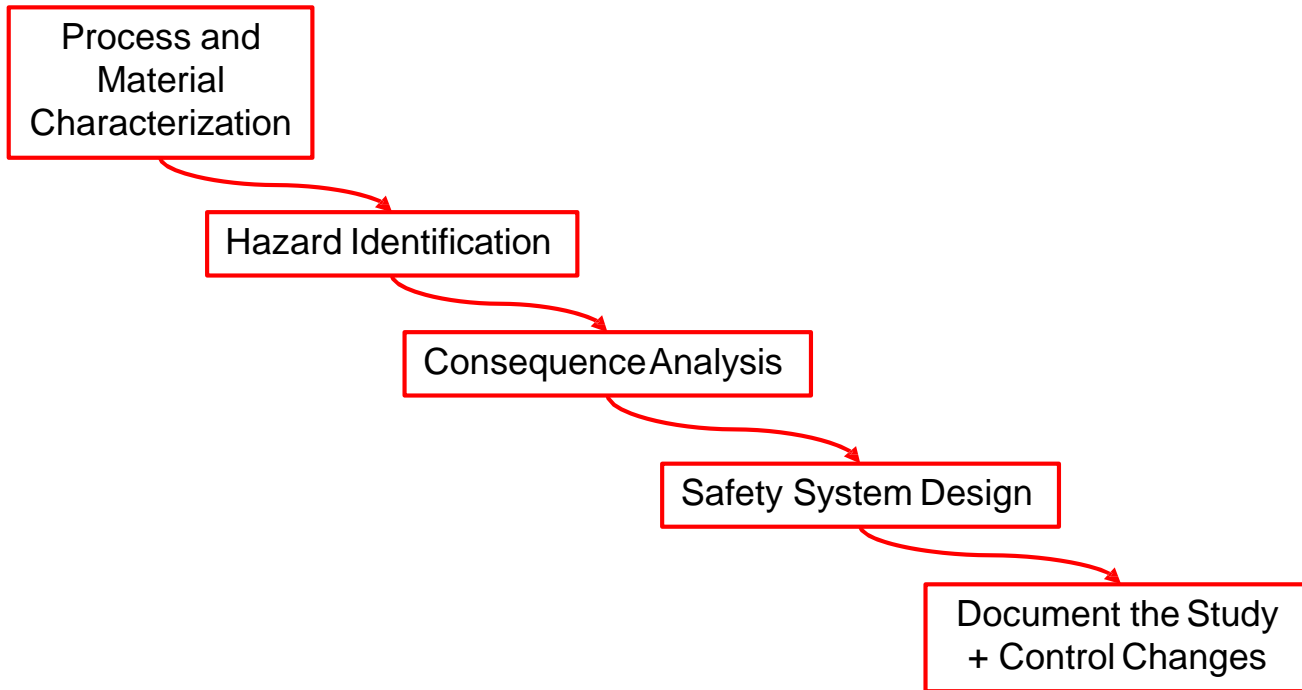 Process and
Material
Characterization
Hazard Identification
Consequence Analysis
Safety System Design
Document the Study
+ Control Changes